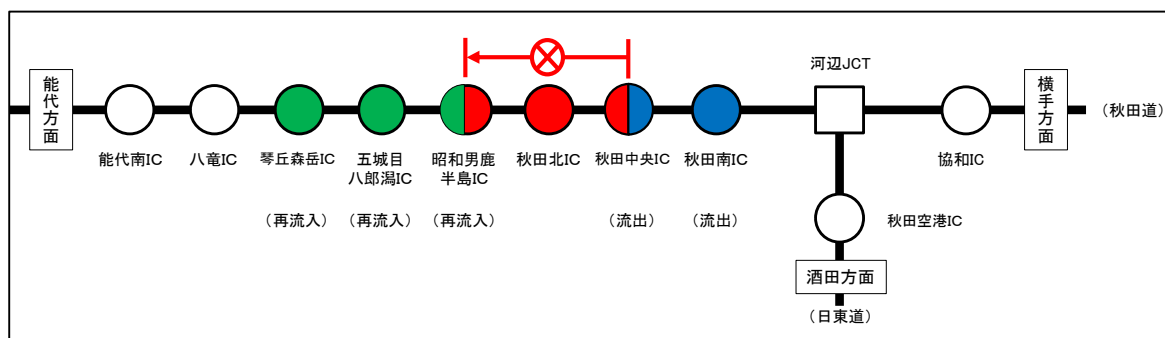 河辺JCT
能代方面
横手方面
（秋田道）
能代南IC
八竜IC
琴丘森岳IC
五城目
八郎潟IC
昭和男鹿
半島IC
秋田北IC
秋田中央IC
秋田南IC
協和IC
（再流入）
（再流入）
（再流入）
（流出）
（流出）
秋田空港IC
酒田方面
（日東道）